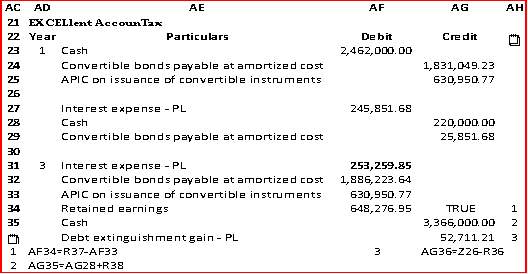 AC AD AE AF AG AH
21 EXCELlent AccounTax
22 Year Particulars Debit Credit
23 1 Cash 2,462,000.00
24 Convertible bonds payable at amortized cost 1,831,049.23
25 APIC on issuance of convertible instruments 630,950.77
26
27 Interest expense - PL 245,851.68
28 Cash 220,000.00
29 Convertible bonds payable at amortized cost 25,851.68
30
31 3 Interest expense - PL 253,259.85
32 Convertible bonds payable at amortized cost 1,886,223.64
33 APIC on issuance of convertible instruments 630,950.77
34 Retained earnings 648,276.95 TRUE 1
35 Cash 3,366,000.00 2
Debt extinguishment gain - PL 52,711.21 3
1 AF34=R37-AF33 3 AG36=Z26-R36
2 AG35=AG28+R38